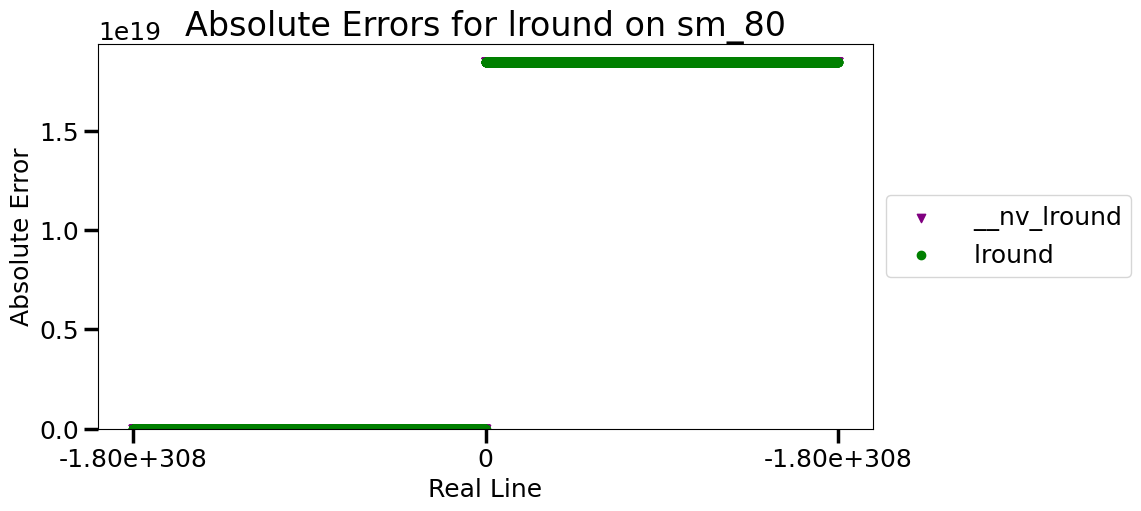 Absolute Errors for lround on sm_80
1e19
1.5
1.0
0.5
0.0
Absolute Error
-1.80e+308
0
-1.80e+308
Real Line
__nv_lround
lround